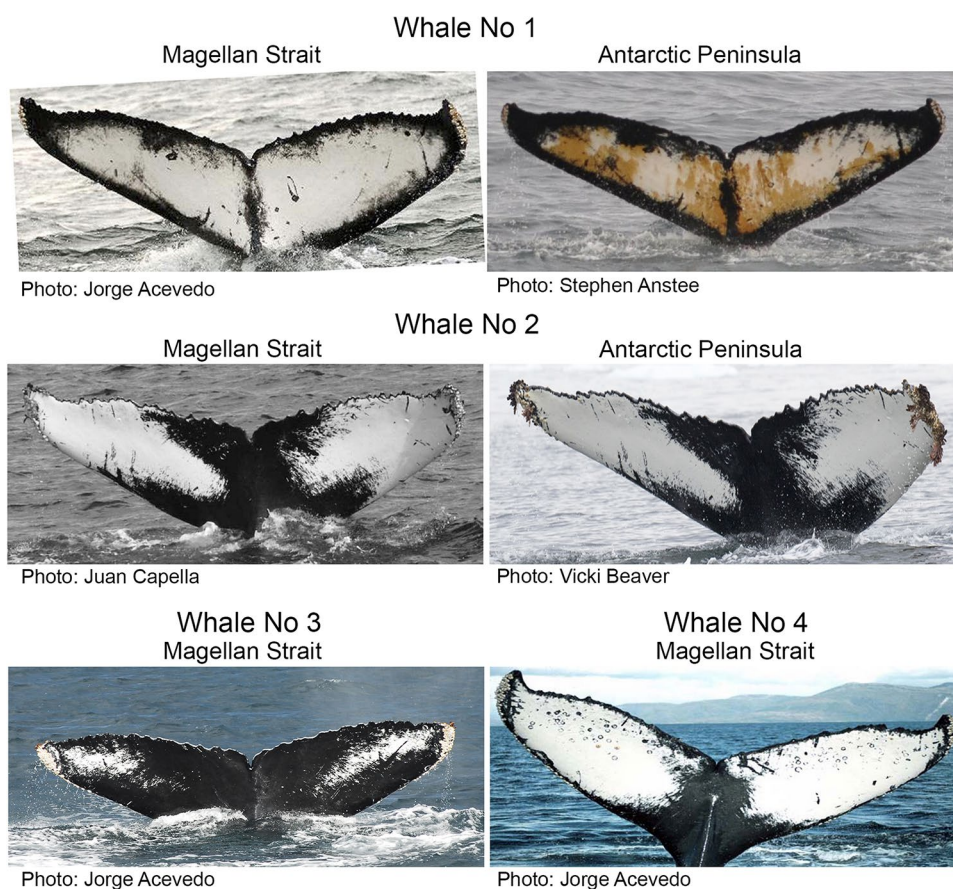 Whale No 1
Magellan Strait
Antarctic Peninsula
Photo: Jorge Acevedo
Photo: Stephen Anstee
Whale No 2
Magellan Strait
Antarctic Peninsula
Photo: Juan Capella
Photo: Vicki Beaver
Whale No 3
Whale No 4
Magellan Strait
Magellan Strait
Photo: Jorge Acevedo
Photo: Jorge Acevedo